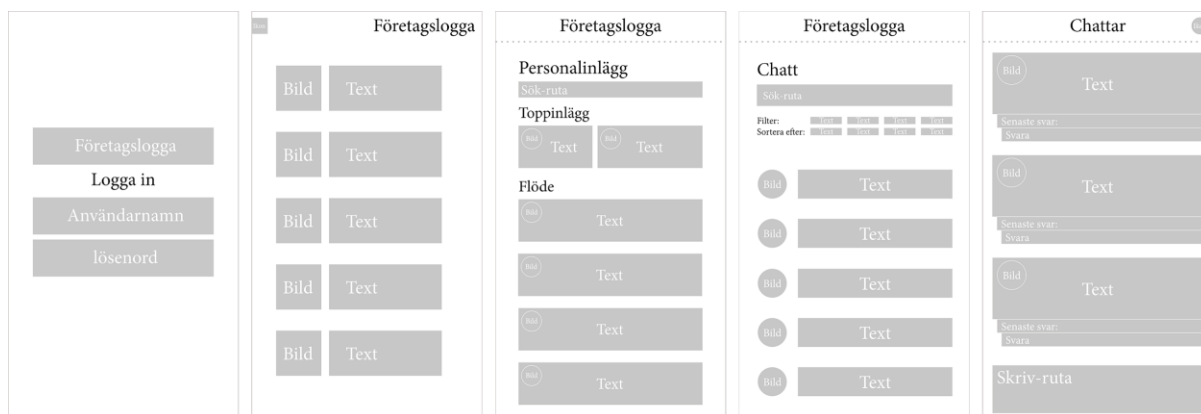 Företagslogga
Logga in
Användarnamn
lösenord
Företagslogga
Bild Text
Bild Text
Bild Text
Bild Text
Bild Text
Företagslogga
Personalinlägg
Sök-ruta
Toppinlägg
Bild Text Bild Text
Flöde
Bild Text
Bild Text
Bild Text
Bild Text
Företagslogga
Chatt
Sök-ruta
Filter: Text Text Text Text
Sortera efter: Text Text Text Text
Bild Text
Bild Text
Bild Text
Bild Text
Bild Text
Chattar
Bild
Text
Senaste svar:
Svara
Bild
Text
Senaste svar:
Svara
Bild
Text
Senaste svar:
Svara
Skriv-ruta